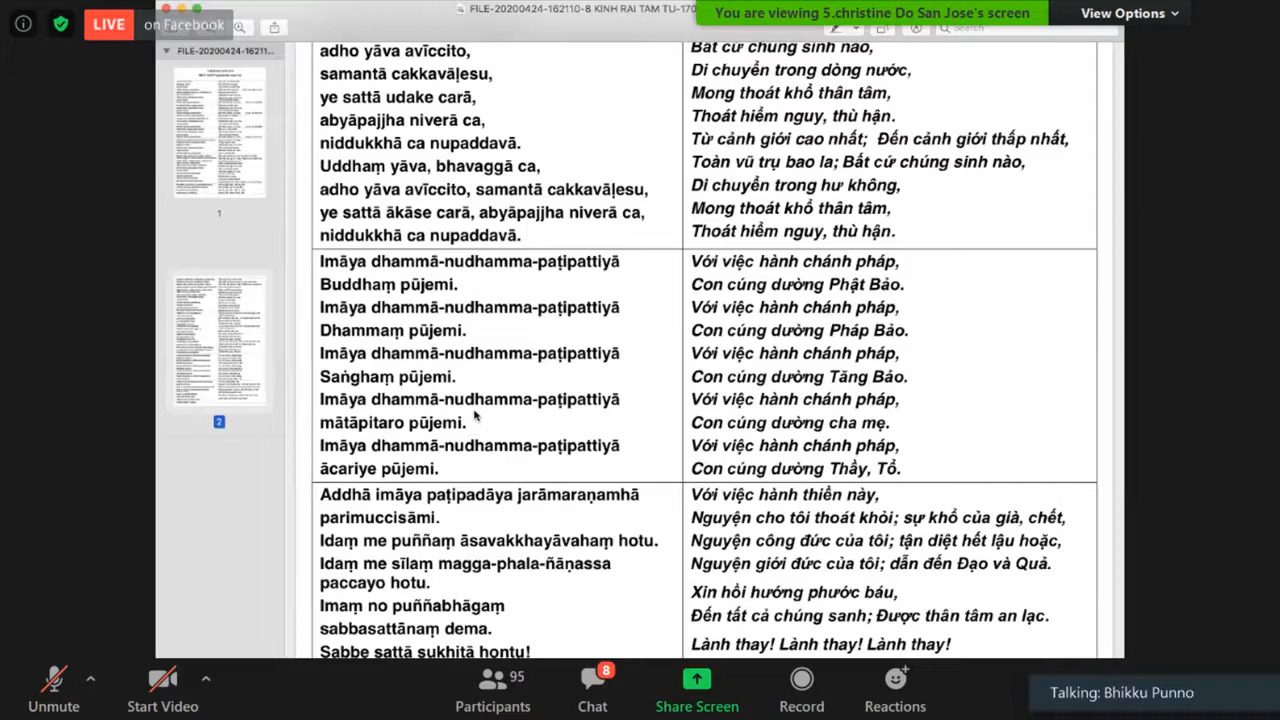 LIVE on Facebook
FILE-20200424-162110-8 KINH RAI TAM TU-170
You are viewing 5.christine Do San Jose's screen
View Options
Search
FILE-20200424-16211...
1
2
adho yāva avīccito,
samantā cakkavāḷesu,
abyāpajjha niverā ca,
niddukkhā ca nupaddavā.
adho yāva avīccito, samantā cakkavāḷesu,
ye sattā ākāse carā, abyāpajjha niverā ca,
niddukkhā ca nupaddavā.
Bất cứ chúng sinh nào,
Di chuyển trong dòng nước,
Mong thoát khổ thân tâm,
Thoát hiểm nguy, thù hận.
Từ cõi giới cao nhất; đến cõi giới thấp nhất,
Toàn vũ trụ bao la; Bất cứ chúng sinh nào,
Di chuyển trong hư không,
Mong thoát khổ thân tâm,
Thoát hiểm nguy, thù hận.
Imāya dhammā-nudhamma-paṭipattiyā
Buddhaṃ pūjemi.
Imāya dhammā-nudhamma-paṭipattiyā
Dhammaṃ pūjemi.
Imāya dhammā-nudhamma-paṭipattiyā
Saṅghaṃ pūjemi.
Imāya dhammā-nudhamma-paṭipattiyā
mātāpitaro pūjemi.
Imāya dhammā-nudhamma-paṭipattiyā
ācariye pūjemi.
Với việc hành chánh pháp,
Con cúng dường Phật Bảo.
Với việc hành chánh pháp,
Con cúng dường Pháp Bảo.
Với việc hành chánh pháp,
Con cúng dường Tăng Bảo.
Với việc hành chánh pháp,
Con cúng dường cha mẹ.
Với việc hành chánh pháp,
Con cúng dường Thầy, Tổ.
Addhā imāya paṭipadāya jarāmaraṇamhā
parimuccisāmi.
Idaṃ me puññaṃ āsavakkhayāvahaṃ hotu.
Idaṃ me sīlaṃ magga-phala-ñāṇassa
paccayo hotu.
Imaṃ no puññabhāgaṃ
sabbasattānaṃ dema.
Sabbe sattā sukhitā hontu!
Với việc hành thiền này,
Nguyện cho tôi thoát khỏi; sự khổ của già, chết,
Nguyện công đức của tôi; tận diệt hết lậu hoặc,
Nguyện giới đức của tôi; dẫn đến Đạo và Quả.
Xin hồi hướng phước báu,
Đến tất cả chúng sanh; Được thân tâm an lạc.
Lành thay! Lành thay! Lành thay!
Unmute
Start Video
95
Participants
8
Chat
Share Screen
Record
Reactions
Talking: Bhikku Punno